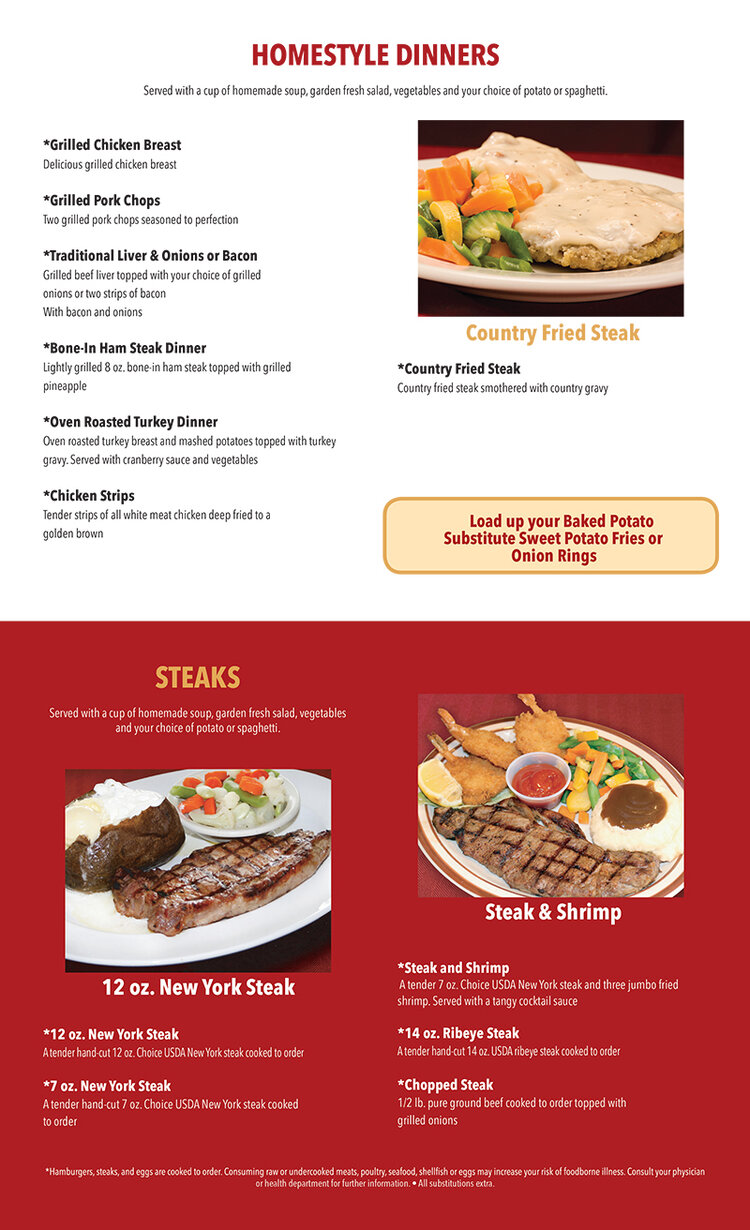 HOMESTYLE DINNERS
Served with a cup of homemade soup, garden fresh salad, vegetables and your choice of potato or spaghetti.
*Grilled Chicken Breast
Delicious grilled chicken breast
*Grilled Pork Chops
Two grilled pork chops seasoned to perfection
*Traditional Liver & Onions or Bacon
Grilled beef liver topped with your choice of grilled
onions or two strips of bacon
With bacon and onions
*Bone-In Ham Steak Dinner
Lightly grilled 8 oz. bone-in ham steak topped with grilled
pineapple
*Oven Roasted Turkey Dinner
Oven roasted turkey breast and mashed potatoes topped with turkey
gravy. Served with cranberry sauce and vegetables
*Chicken Strips
Tender strips of all white meat chicken deep fried to a
golden brown
Country Fried Steak
*Country Fried Steak
Country fried steak smothered with country gravy
Load up your Baked Potato
Substitute Sweet Potato Fries or
Onion Rings
STEAKS
Served with a cup of homemade soup, garden fresh salad, vegetables
and your choice of potato or spaghetti.
12 oz. New York Steak
*12 oz. New York Steak
A tender hand-cut 12 oz. Choice USDA New York steak cooked to order
*7 oz. New York Steak
A tender hand-cut 7 oz. Choice USDA New York steak cooked
to order
Steak & Shrimp
*Steak and Shrimp
A tender 7 oz. Choice USDA New York steak and three jumbo fried
shrimp. Served with a tangy cocktail sauce
*14 oz. Ribeye Steak
A tender hand-cut 14 oz. USDA ribeye steak cooked to order
*Chopped Steak
1/2 lb. pure ground beef cooked to order topped with
grilled onions
*Hamburgers, steaks, and eggs are cooked to order. Consuming raw or undercooked meats, poultry, seafood, shellfish or eggs may increase your risk of foodborne illness. Consult your physician
or health department for further information. • All substitutions extra.